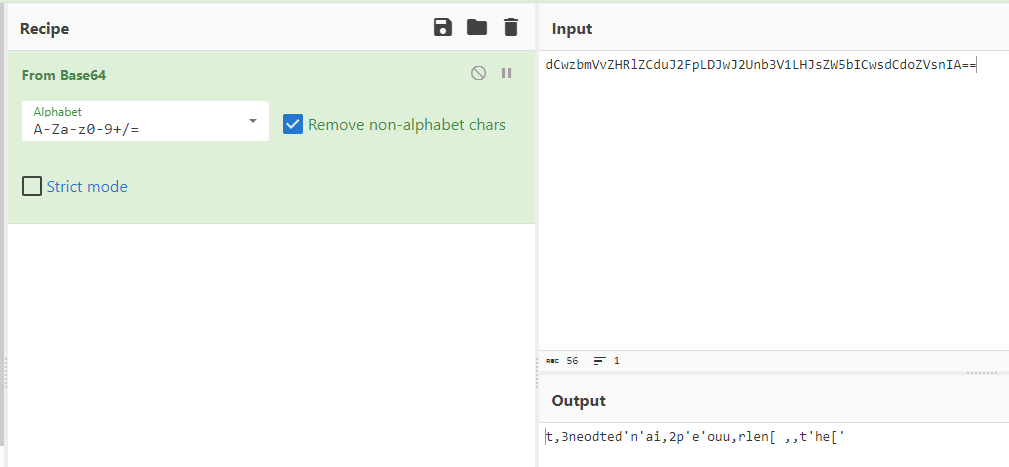 Recipe
From Base64
Alphabet
A-Za-z0-9+/=
Remove non-alphabet chars
Strict mode
Input
dCwzbmVvZHRlZCduJ2FpLDJwJ2Unb3V1LHJsZW5bICwsdCdoZVsnIA==
ABC 56 1
Output
t,3neodted'n'ai,2p'e'ouu,rlen[ ,,t'he['